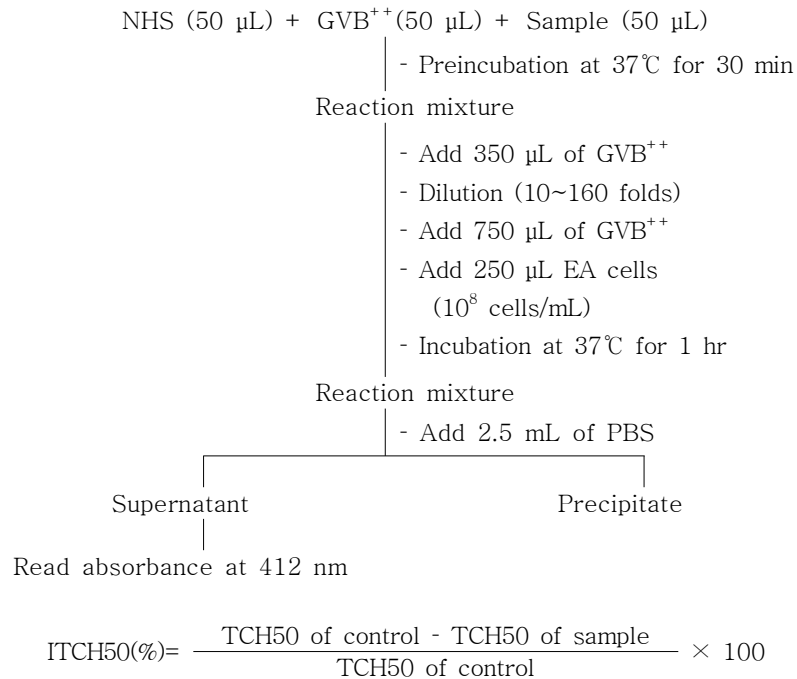 NHS (50 μL) + GVB⁺⁺(50 μL) + Sample (50 μL)
- Preincubation at 37℃ for 30 min
Reaction mixture
- Add 350 μL of GVB⁺⁺
- Dilution (10~160 folds)
- Add 750 μL of GVB⁺⁺
- Add 250 μL EA cells
(10⁸ cells/mL)
- Incubation at 37℃ for 1 hr
Reaction mixture
- Add 2.5 mL of PBS
Supernatant Precipitate
Read absorbance at 412 nm
TCH50 of control - TCH50 of sample
ITCH50(%)= × 100
TCH50 of control